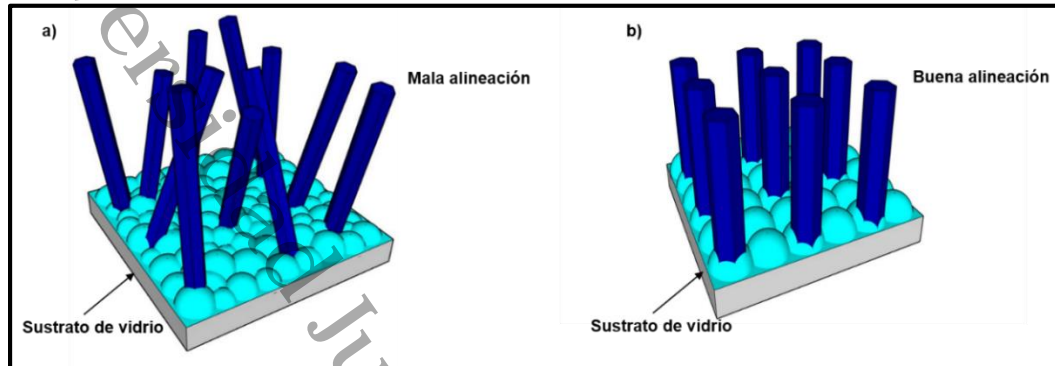 a)
Mala alineación
Sustrato de vidrio
b)
Buena alineación
Sustrato de vidrio